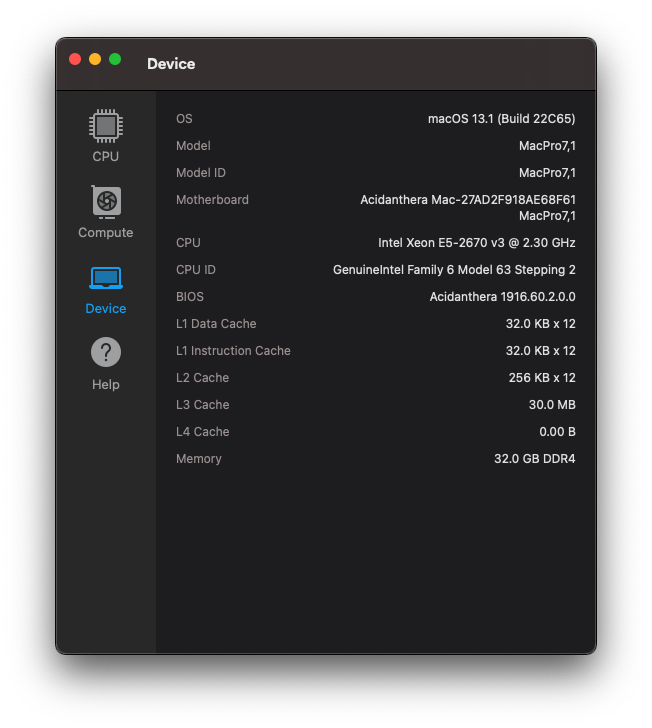 Device
CPU
Compute
Device
Help
OS macOS 13.1 (Build 22C65)
Model MacPro7,1
Model ID MacPro7,1
Motherboard Acidanthera Mac-27AD2F918AE68F61
MacPro7,1
CPU Intel Xeon E5-2670 v3 @ 2.30 GHz
CPU ID GenuineIntel Family 6 Model 63 Stepping 2
BIOS Acidanthera 1916.60.2.0.0
L1 Data Cache 32.0 KB x 12
L1 Instruction Cache 32.0 KB x 12
L2 Cache 256 KB x 12
L3 Cache 30.0 MB
L4 Cache 0.00 B
Memory 32.0 GB DDR4